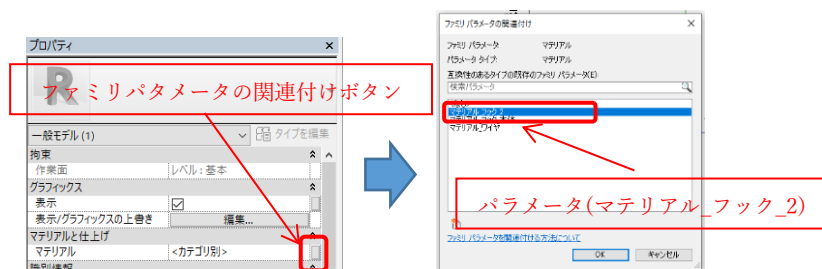 プロパティ ×
ファミリパタメータの関連付けボタン
一般モデル (1) タイプを編集
拘束
作業面 レベル : 基本
グラフィックス
表示
表示/グラフィックスの上書き 編集...
マテリアルと仕上げ
マテリアル <カテゴリ別>
識別情報
ファミリ パラメータの関連付け ×
ファミリ パラメータ: マテリアル
パラメータ タイプ: マテリアル
互換性のあるタイプの既存のファミリ パラメータ(E)
検索パラメータ
マテリアル_フック_2
マテリアル_ワイヤ
パラメータ(マテリアル_フック_2)
ファミリ パラメータを関連付ける方法について
OK キャンセル